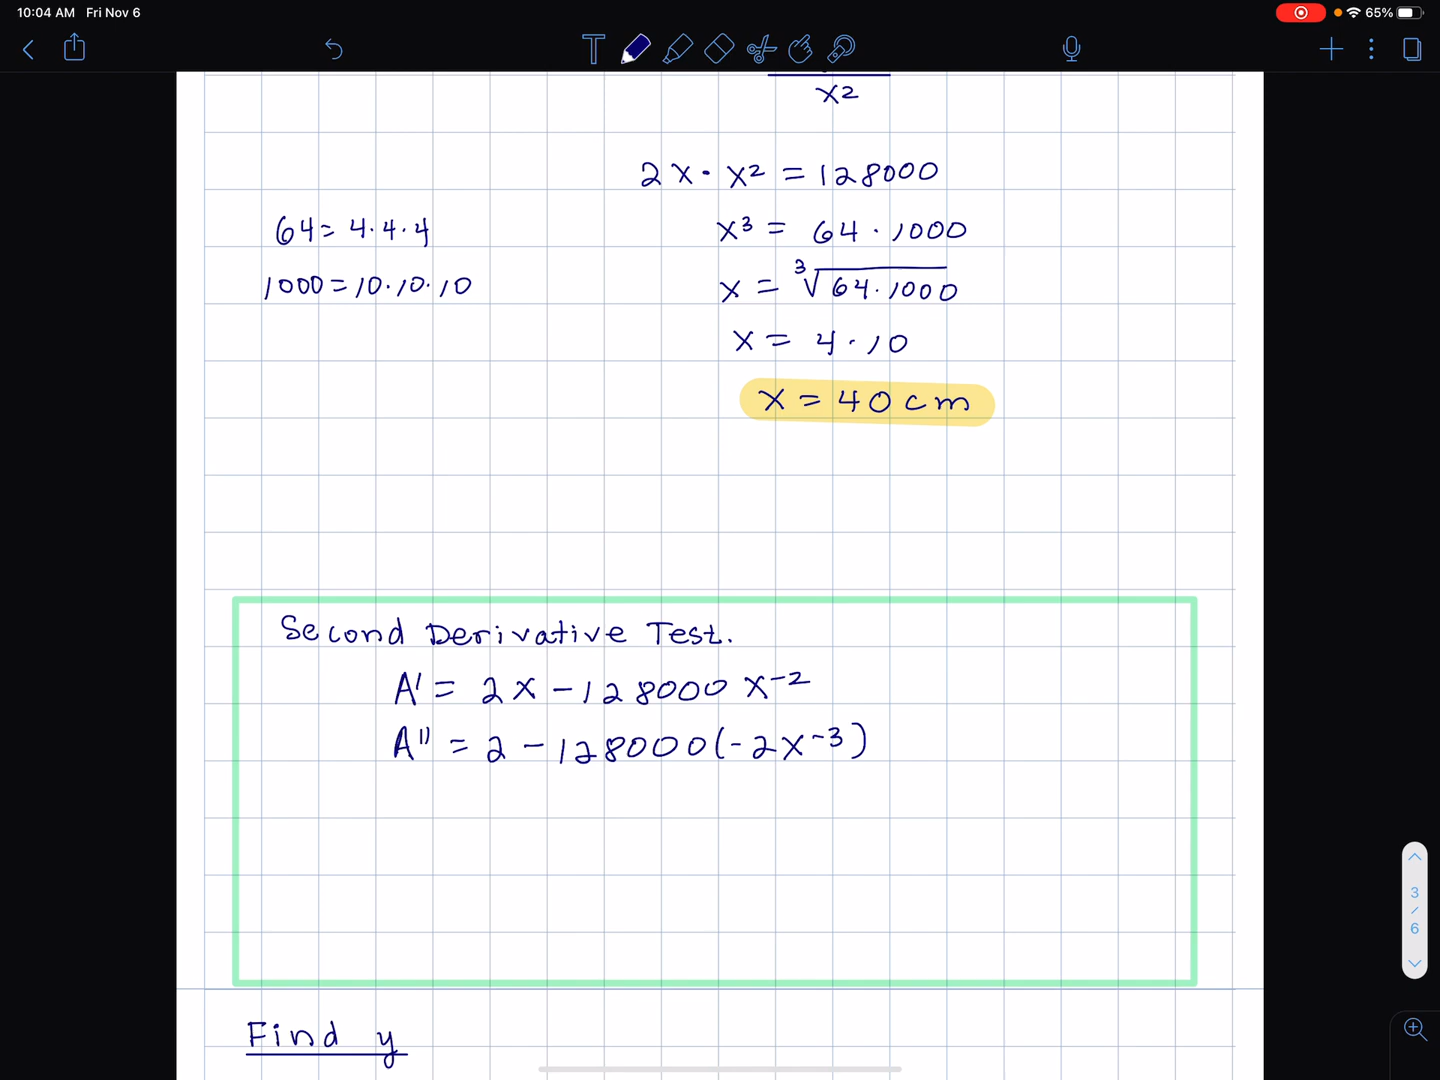 10:04 AM Fri Nov 6
65%
x²
2x · x² = 128000
64 = 4·4·4
x³ = 64 · 1000
1000 = 10·10·10
x = ³√64·1000
x = 4 · 10
x = 40 cm
Second Derivative Test.
A' = 2x - 128000 x⁻²
A'' = 2 - 128000(-2x⁻³)
3
/
6
Find y